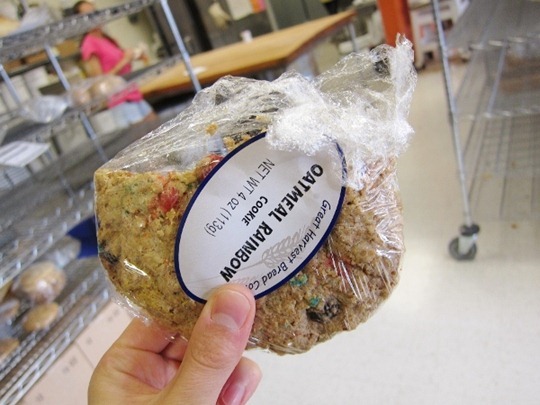 Great Harvest Bread Co.
OATMEAL RAINBOW
COOKIE
NET WT 4 OZ (113g)